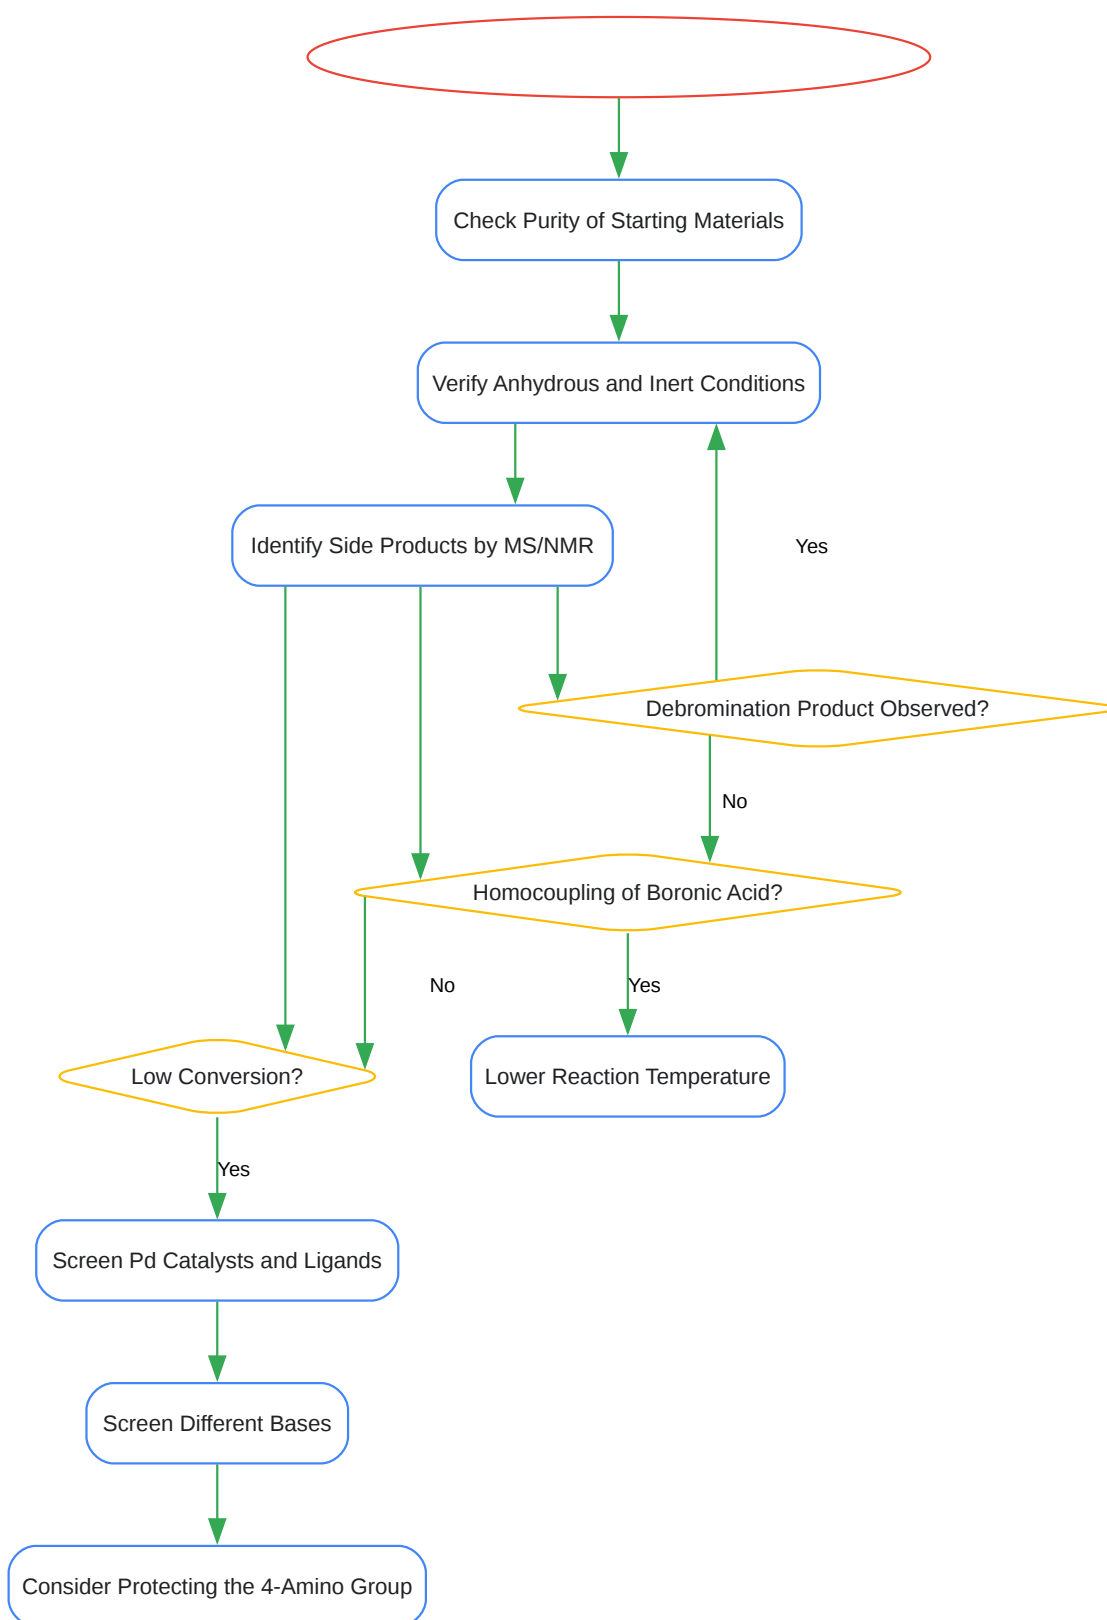 Check Purity of Starting Materials
Verify Anhydrous and Inert Conditions
Identify Side Products by MS/NMR
Yes
Debromination Product Observed?
No
Homocoupling of Boronic Acid?
No
Yes
Low Conversion?
Lower Reaction Temperature
Yes
Screen Pd Catalysts and Ligands
Screen Different Bases
Consider Protecting the 4-Amino Group